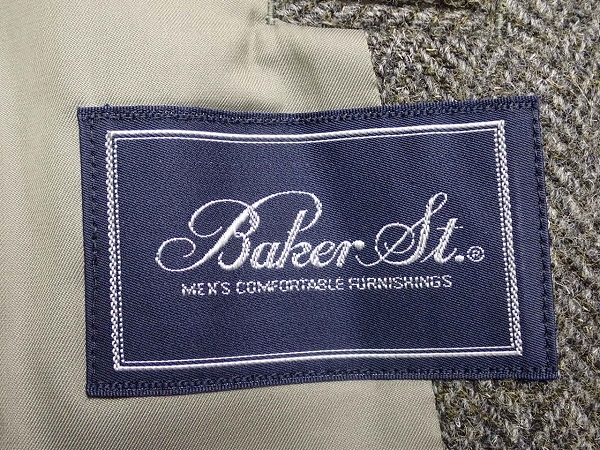 Baker St.®
MEN'S COMFORTABLE FURNISHINGS